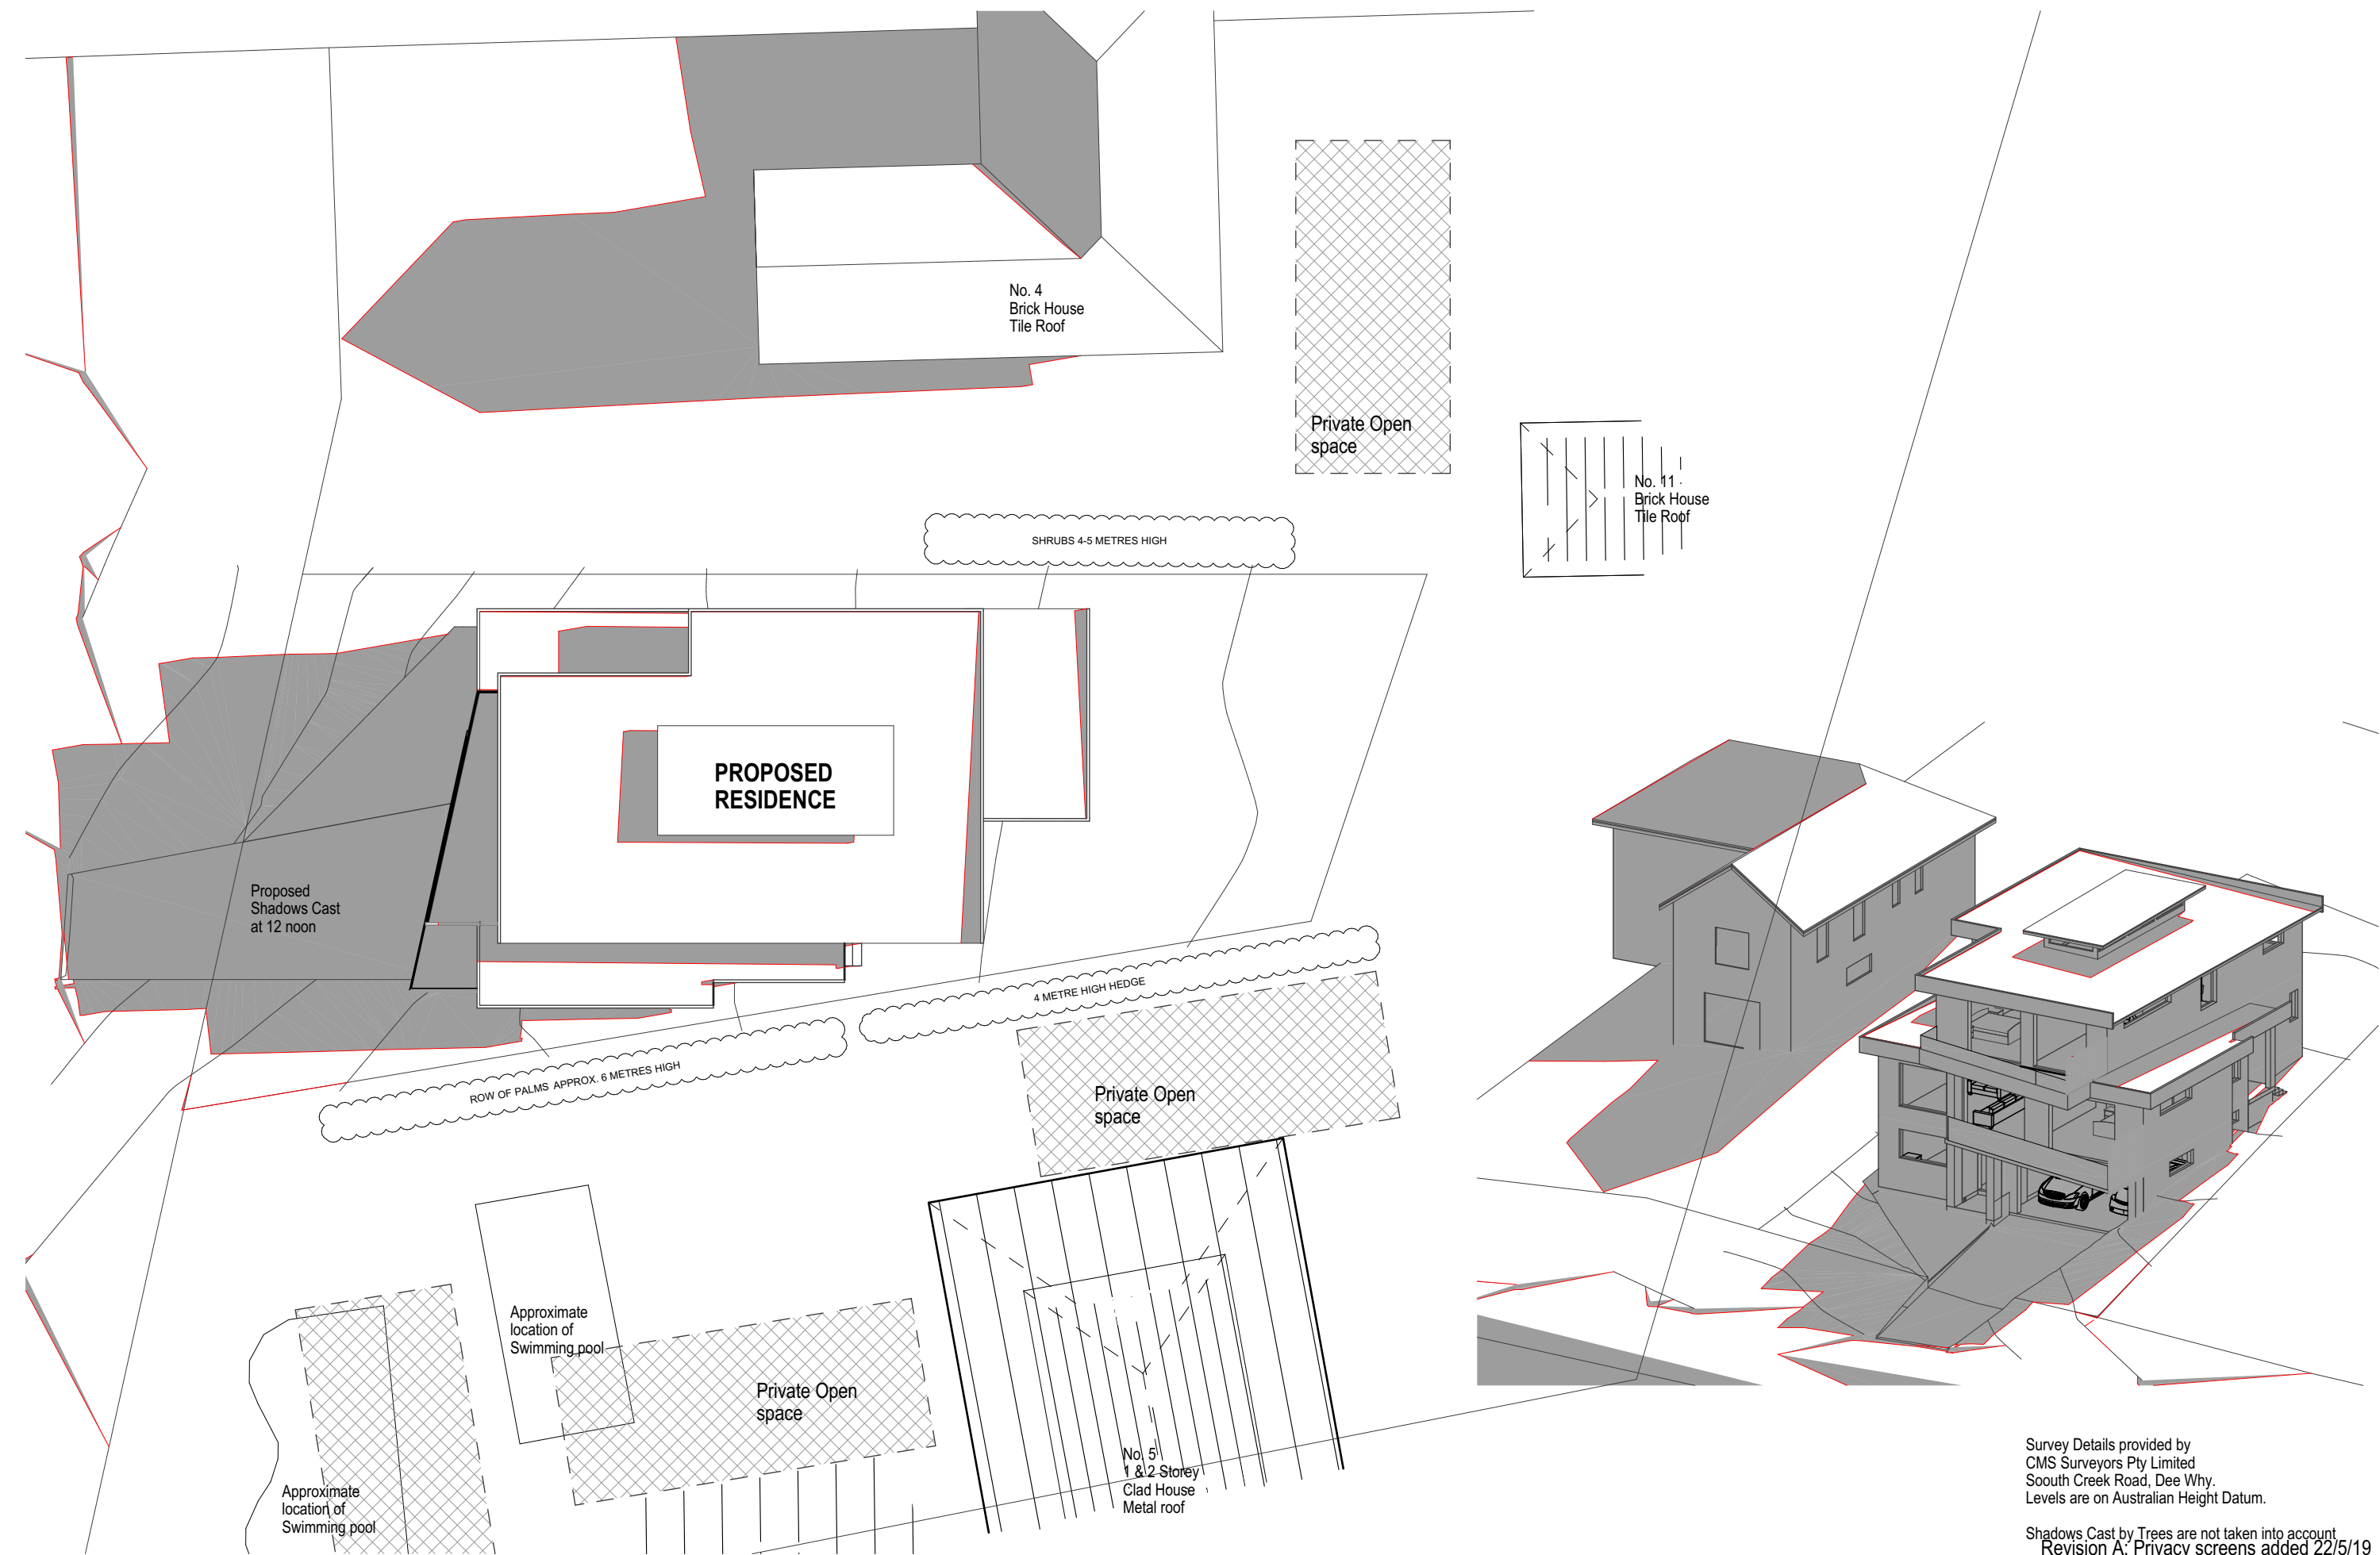 No. 4
Brick House
Tile Roof
Private Open
space
No. 11
Brick House
Tile Roof
SHRUBS 4-5 METRES HIGH
PROPOSED
RESIDENCE
Proposed
Shadows Cast
at 12 noon
4 METRE HIGH HEDGE
ROW OF PALMS APPROX. 6 METRES HIGH
Private Open
space
Approximate
location of
Swimming pool
Private Open
space
No. 5
1 & 2 Storey
Clad House
Metal roof
Approximate
location of
Swimming pool
Survey Details provided by
CMS Surveyors Pty Limited
Soouth Creek Road, Dee Why.
Levels are on Australian Height Datum.
Shadows Cast by Trees are not taken into account
Revision A: Privacy screens added 22/5/19